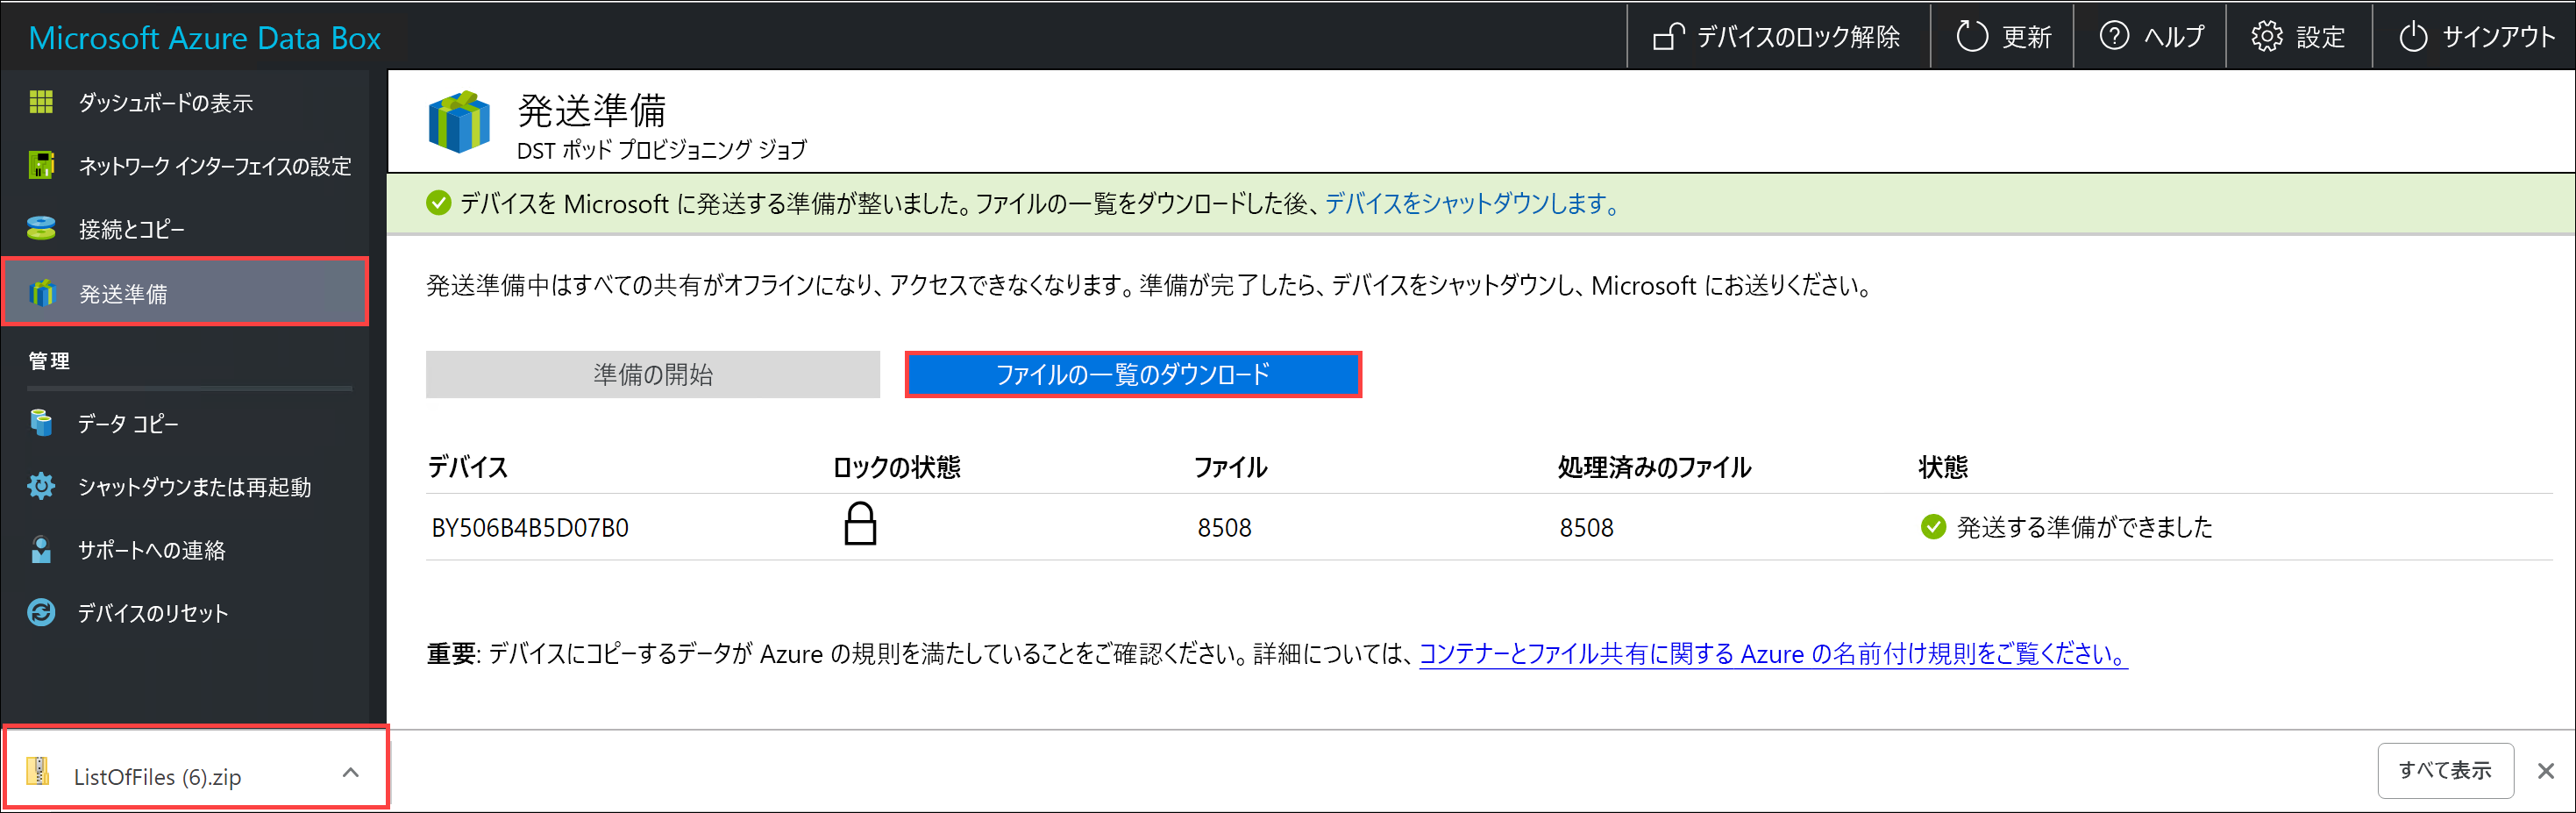 Microsoft Azure Data Box
デバイスのロック解除
更新
ヘルプ
設定
サインアウト
ダッシュボードの表示
ネットワーク インターフェイスの設定
接続とコピー
発送準備
管理
データ コピー
シャットダウンまたは再起動
サポートへの連絡
デバイスのリセット
発送準備
DST ポッド プロビジョニング ジョブ
デバイスを Microsoft に発送する準備が整いました。ファイルの一覧をダウンロードした後、デバイスをシャットダウンします。
発送準備中はすべての共有がオフラインになり、アクセスできなくなります。準備が完了したら、デバイスをシャットダウンし、Microsoft にお送りください。
準備の開始
ファイルの一覧のダウンロード
デバイス ロックの状態 ファイル 処理済みのファイル 状態
BY506B4B5D07B0 8508 8508 発送する準備ができました
重要: デバイスにコピーするデータが Azure の規則を満たしていることをご確認ください。詳細については、コンテナーとファイル共有に関する Azure の名前付け規則をご覧ください。
ListOfFiles (6).zip
すべて表示